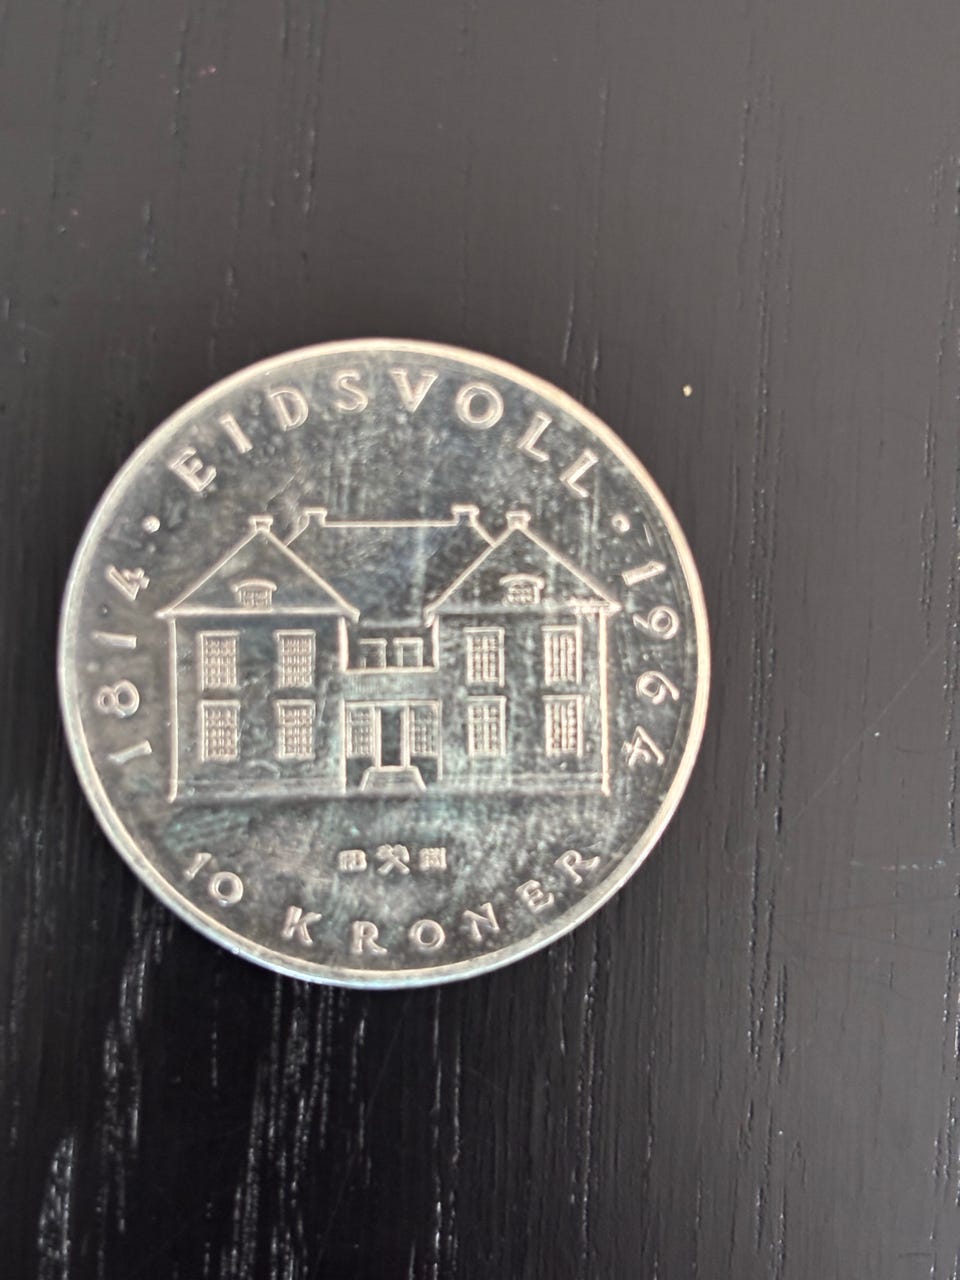 1814 · EIDSVOLL · 1964
10 KRONER